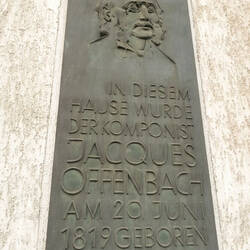 IN DIESEM
HAUSE WURDE
DER KOMPONIST
JACQUES
OFFENBACH
AM 20. JUNI
1819 GEBOREN